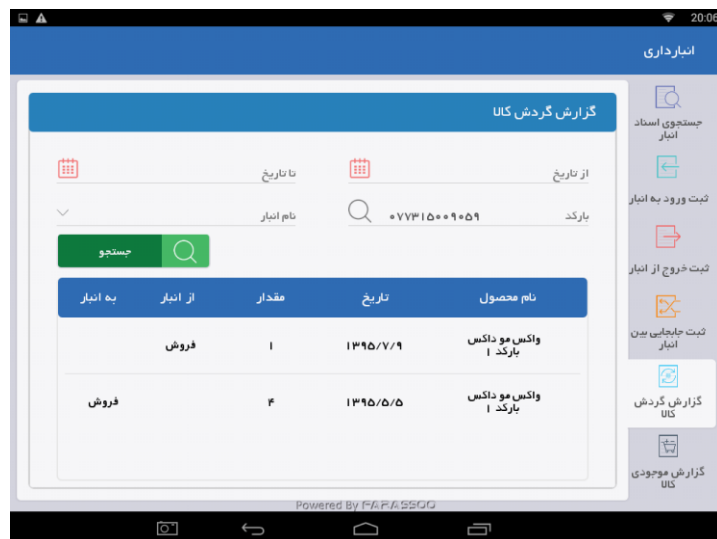 20:06
انبارداری
جستجوی اسناد
انبار
ثبت ورود به انبار
ثبت خروج از انبار
ثبت جابجایی بین
انبار
گزارش گردش
کالا
گزارش موجودی
کالا
گزارش گردش کالا
از تاریخ
تا تاریخ
بارکد
۰۷۷۳۱۵۰۰۹۰۵۹
نام انبار
جستجو
نام محصول تاریخ مقدار از انبار به انبار
واکس مو داکس
بارکد ۱
۱۳۹۵/۷/۹ ۱ فروش
واکس مو داکس
بارکد ۱
۱۳۹۵/۵/۵ ۴ فروش
Powered By FARASSOO